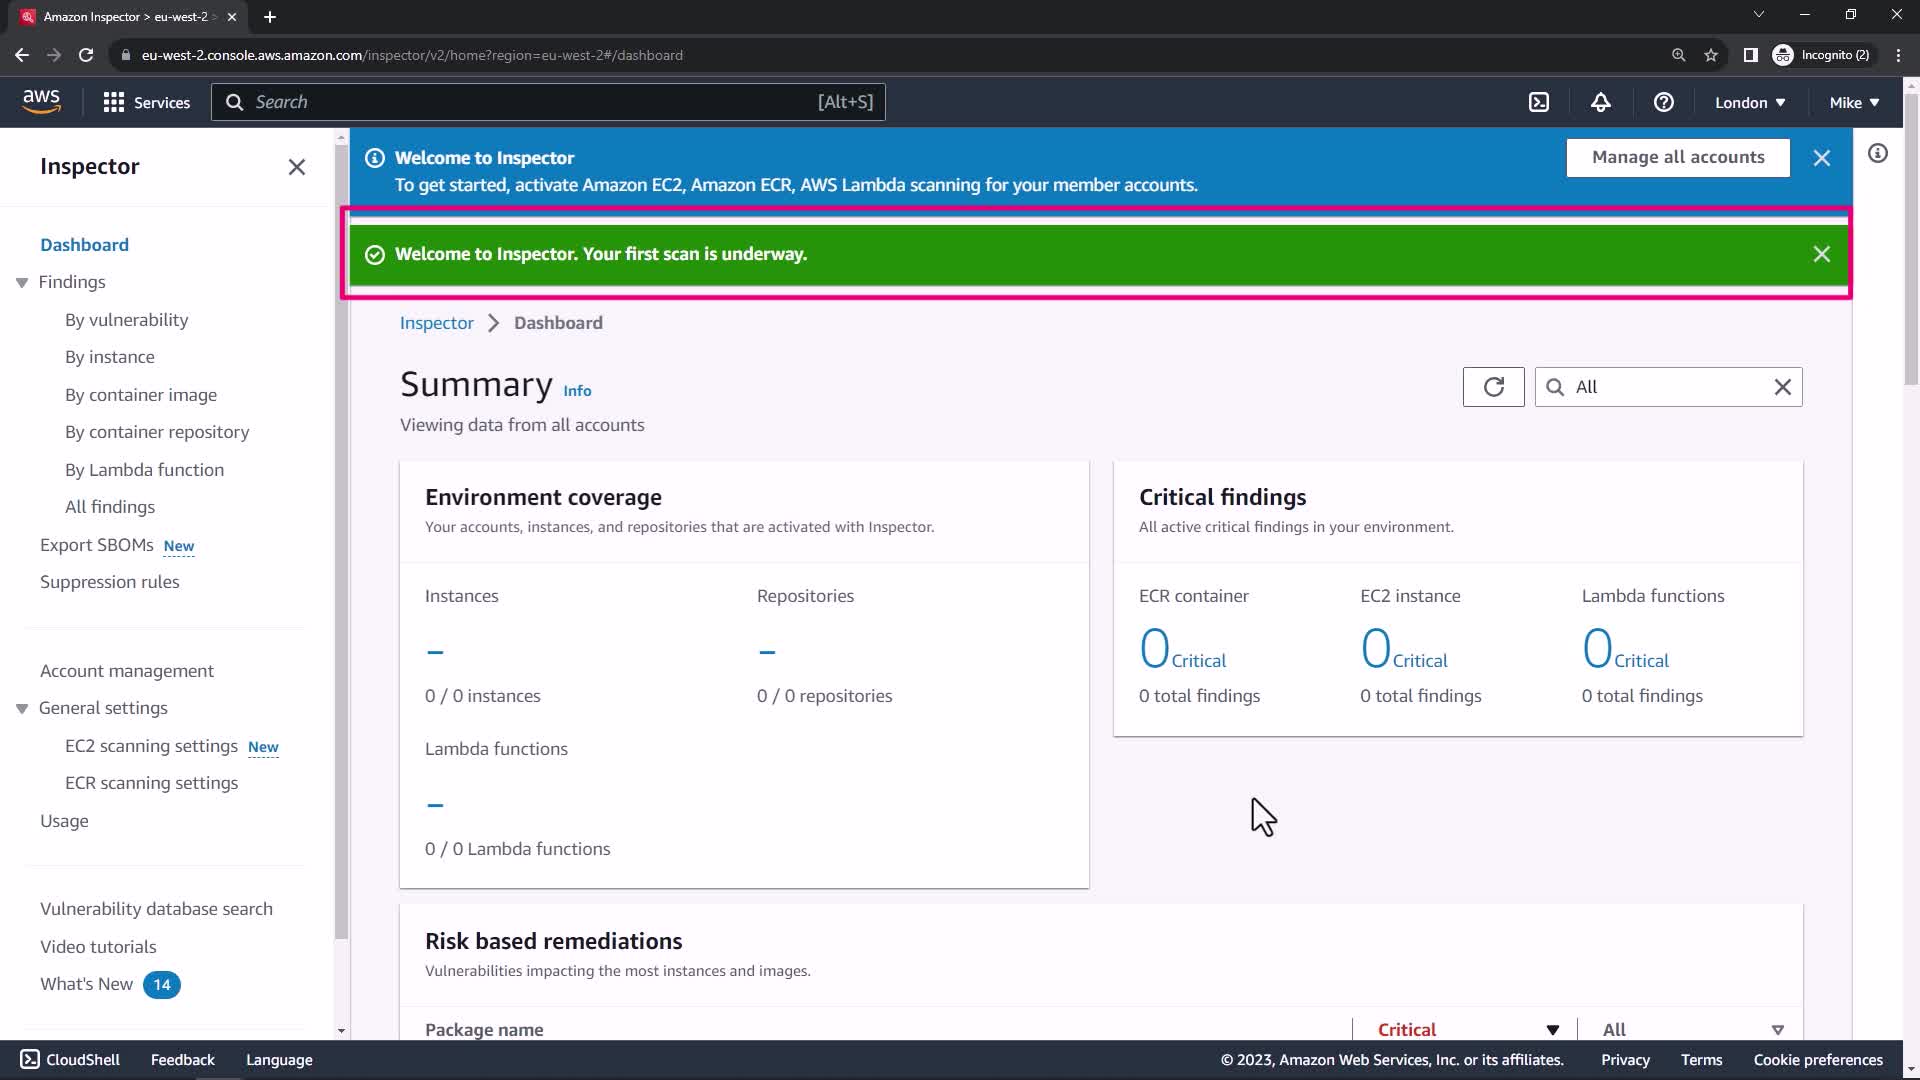 Amazon Inspector > eu-west-2 >
eu-west-2.console.aws.amazon.com/inspector/v2/home?region=eu-west-2#/dashboard
Incognito (2)
aws
Services
Search
[Alt+S]
London
Mike
Inspector
Dashboard
Findings
By vulnerability
By instance
By container image
By container repository
By Lambda function
All findings
Export SBOMs New
Suppression rules
Account management
General settings
EC2 scanning settings New
ECR scanning settings
Usage
Vulnerability database search
Video tutorials
What's New 14
Welcome to Inspector
To get started, activate Amazon EC2, Amazon ECR, AWS Lambda scanning for your member accounts.
Manage all accounts
Welcome to Inspector. Your first scan is underway.
Inspector > Dashboard
Summary Info
Viewing data from all accounts
All
Environment coverage
Your accounts, instances, and repositories that are activated with Inspector.
Instances
Repositories
–
–
0 / 0 instances
0 / 0 repositories
Lambda functions
–
0 / 0 Lambda functions
Critical findings
All active critical findings in your environment.
ECR container
EC2 instance
Lambda functions
0 Critical
0 Critical
0 Critical
0 total findings
0 total findings
0 total findings
Risk based remediations
Vulnerabilities impacting the most instances and images.
Package name
Critical
All
CloudShell
Feedback
Language
© 2023, Amazon Web Services, Inc. or its affiliates.
Privacy
Terms
Cookie preferences